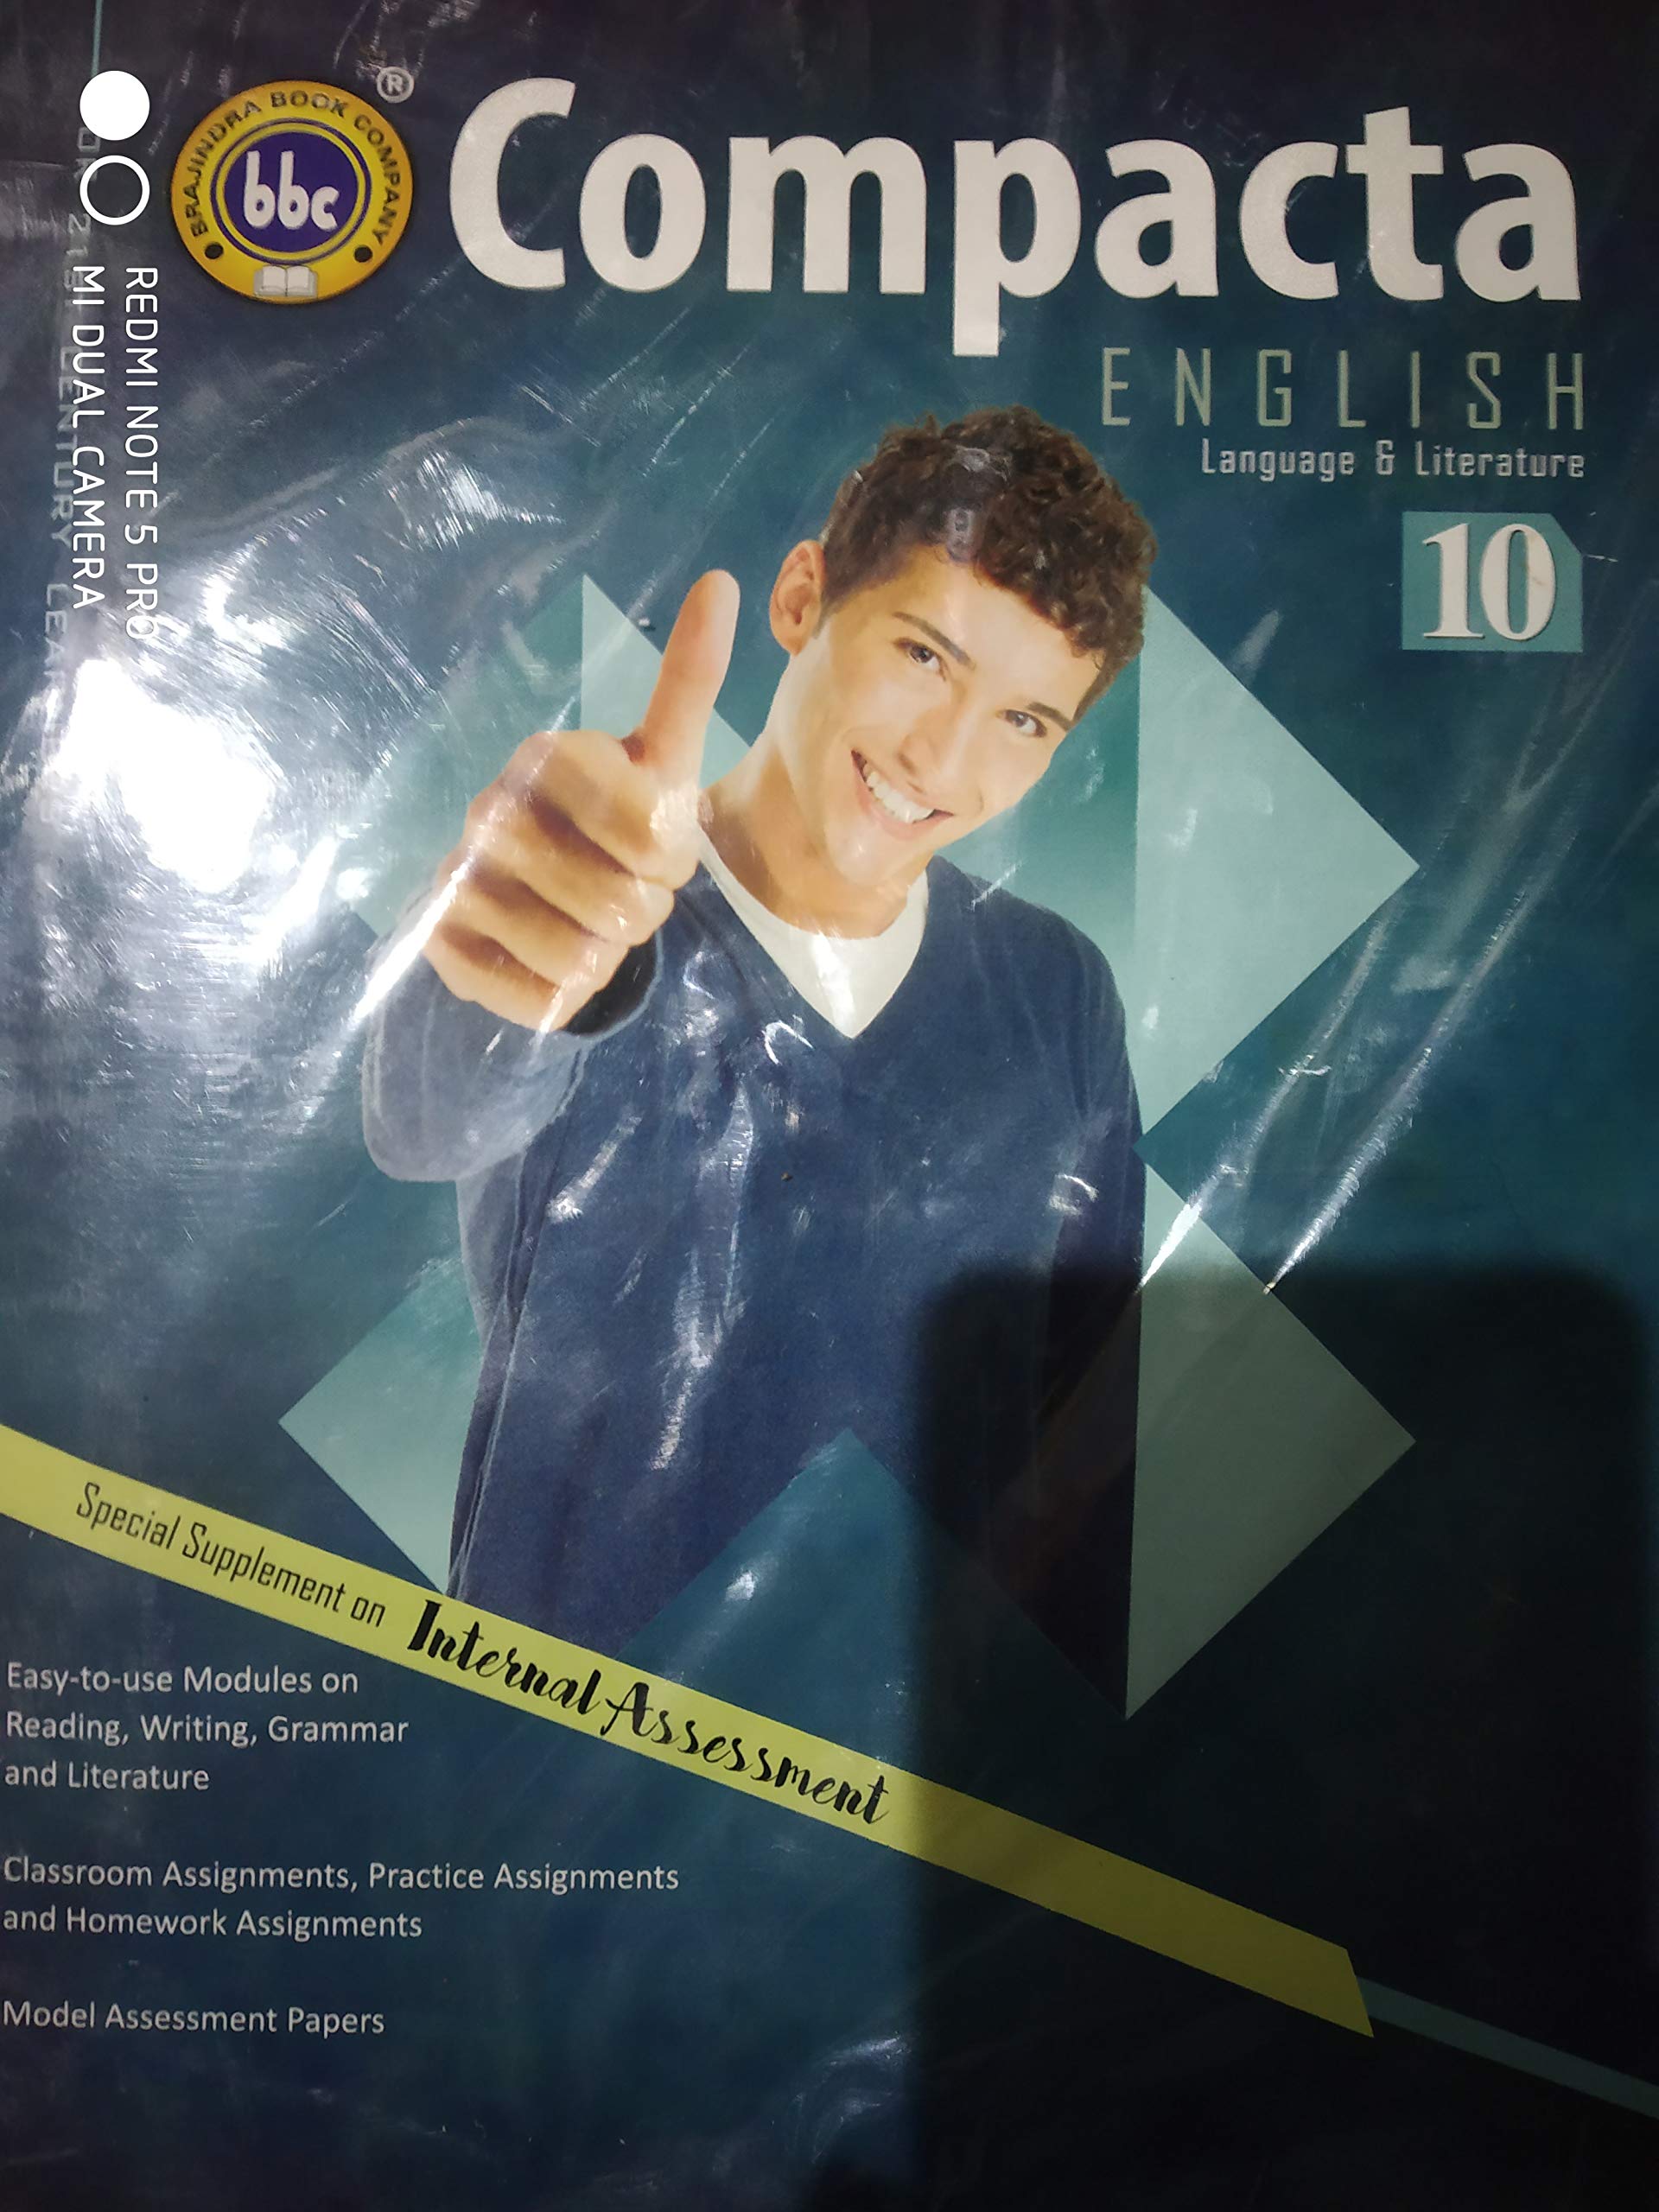 BRAJINDRA BOOK COMPANY
bbc
®
Compacta
ENGLISH
Language & Literature
10
REDMI NOTE 5 PRO
MI DUAL CAMERA
21ST CENTURY
Special Supplement on Internal Assessment
Easy-to-use Modules on
Reading, Writing, Grammar
and Literature
Classroom Assignments, Practice Assignments
and Homework Assignments
Model Assessment Papers